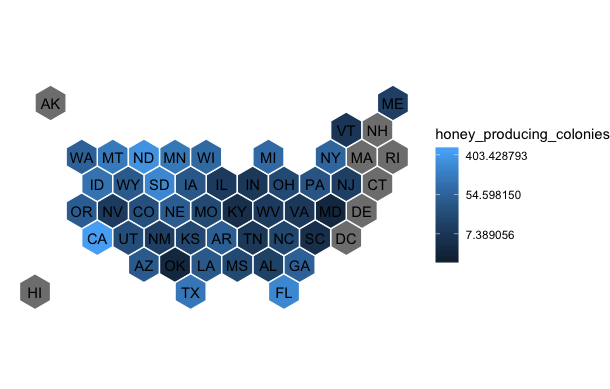 AK ME
VT NH
WA MT ND MN WI MI NY MA RI
ID WY SD IA IL IN OH PA NJ CT
OR NV CO NE MO KY WV VA MD DE
CA UT NM KS AR TN NC SC DC
AZ OK LA MS AL GA
HI TX FL
honey_producing_colonies
403.428793
54.598150
7.389056